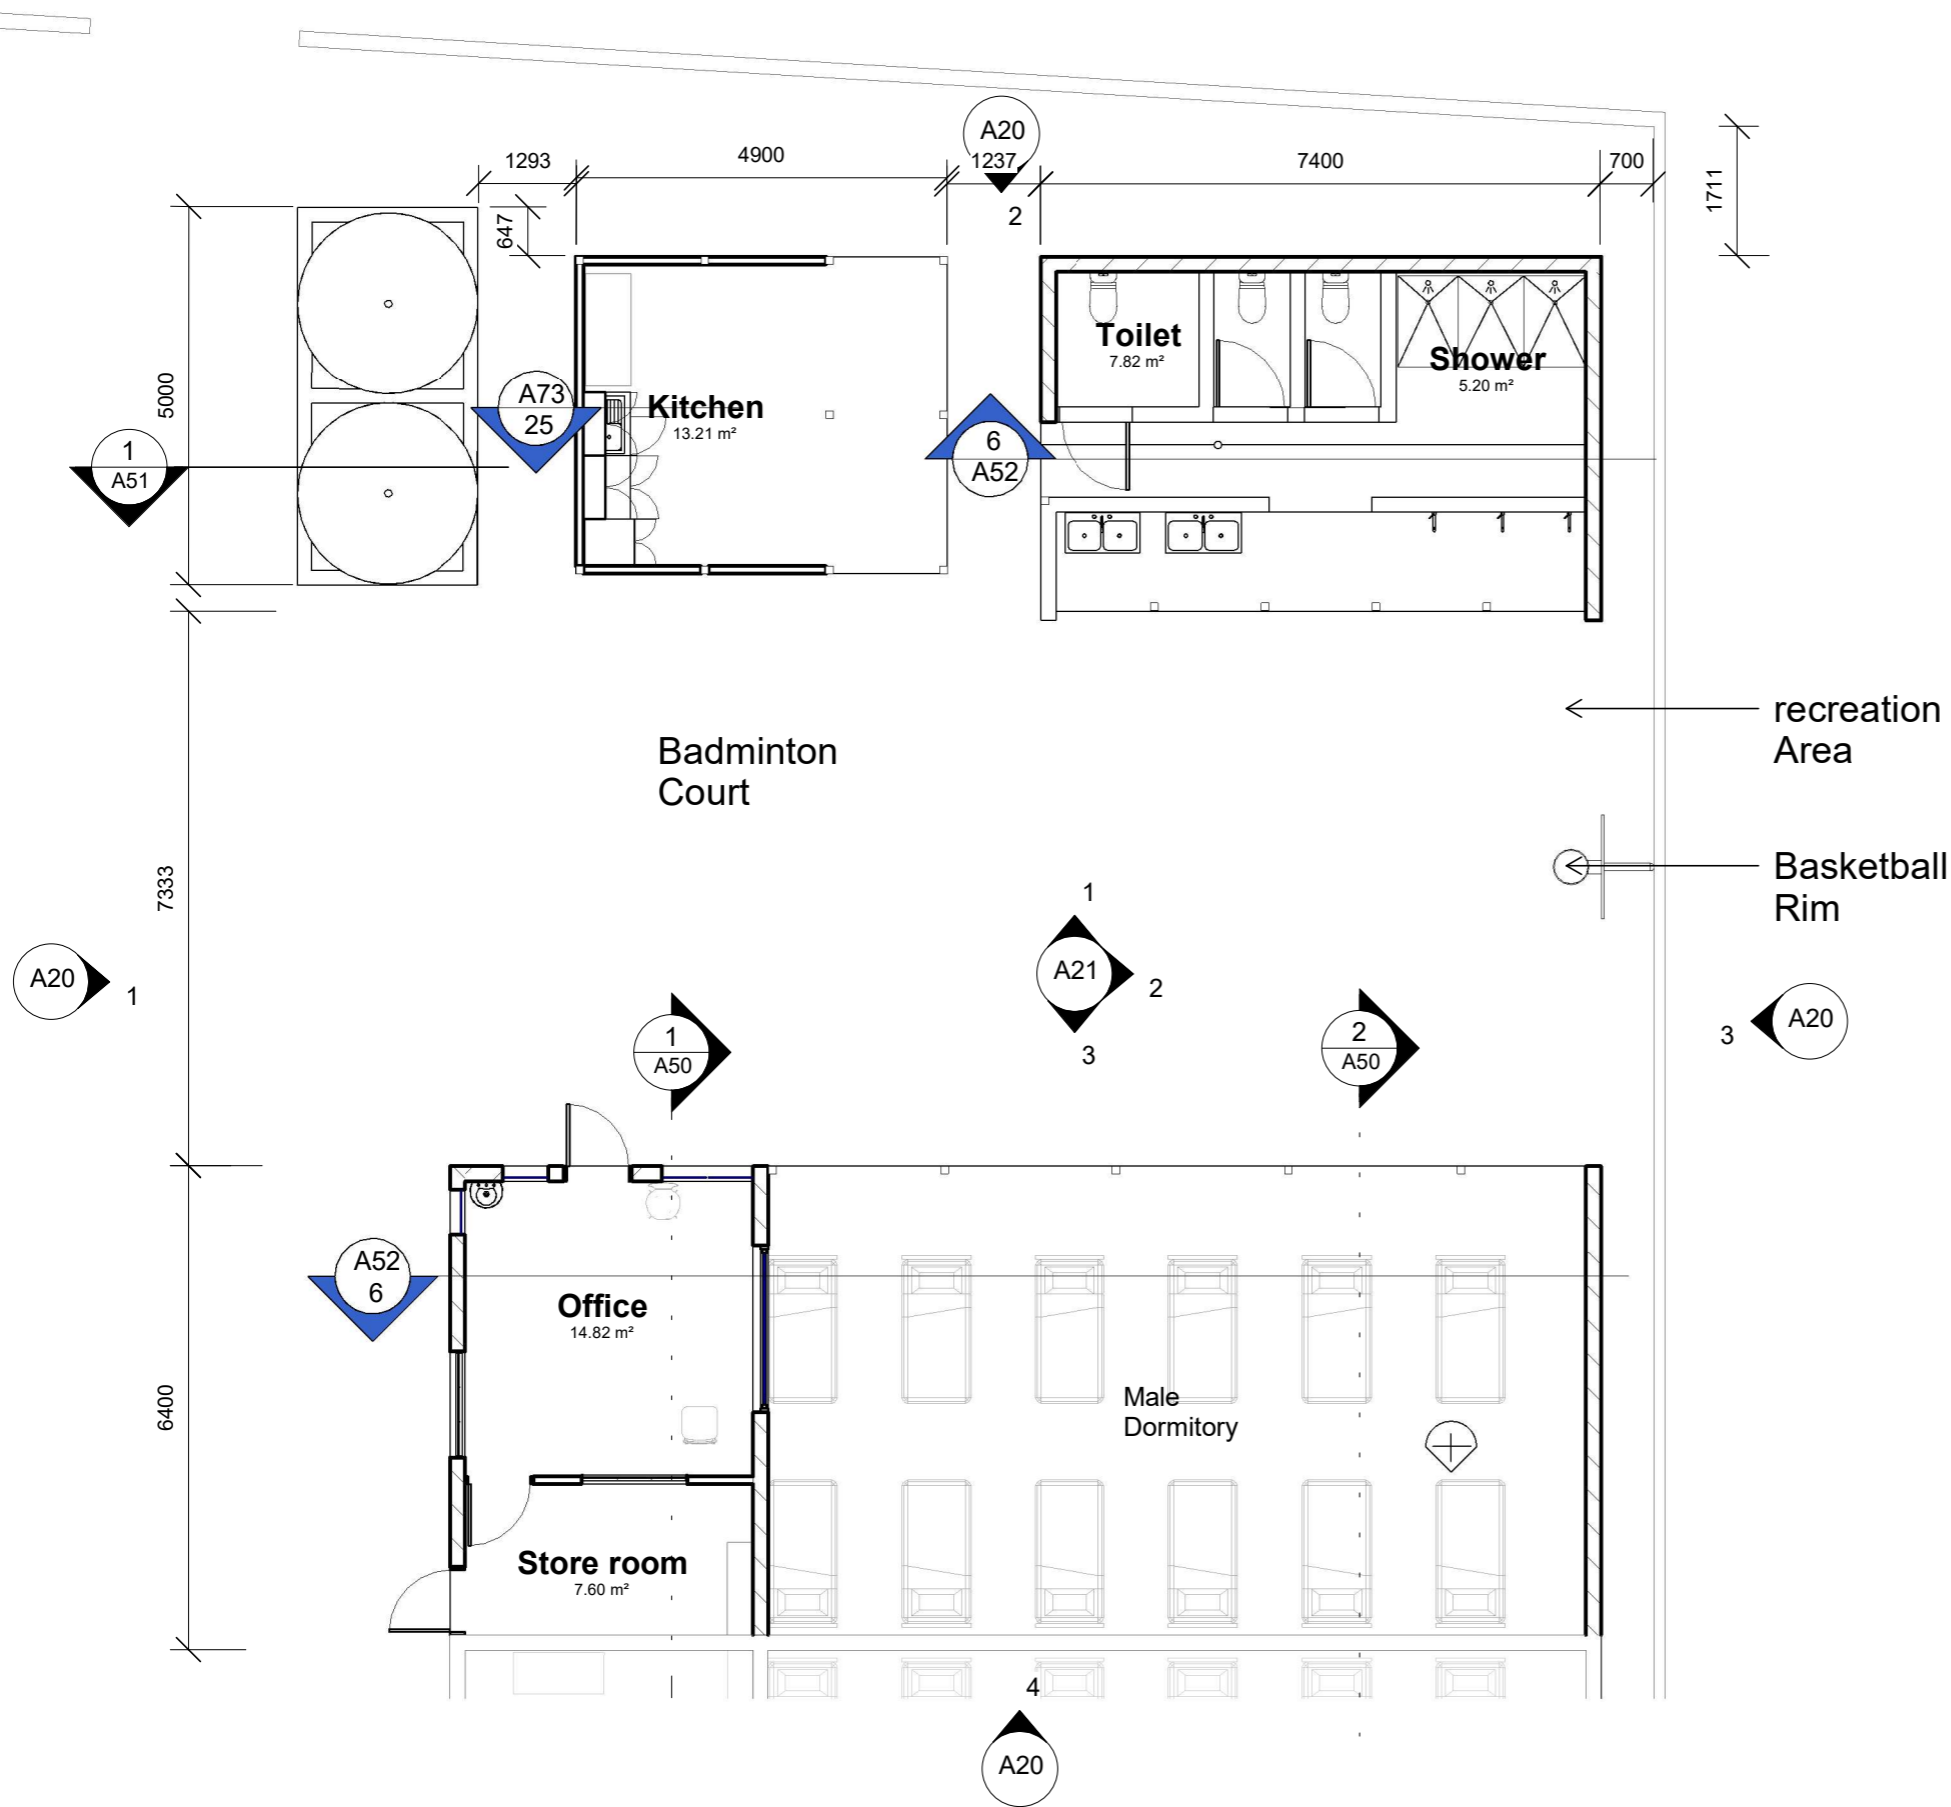 A20
1293
4900
1237
7400
700
1711
647
2
Toilet
7.82 m²
Shower
5.20 m²
5000
A73
25
Kitchen
13.21 m²
6
A52
1
A51
recreation
Area
Badminton
Court
7333
Basketball
Rim
1
A21
2
3
A20
1
1
A50
2
A50
3
A20
A52
6
Office
14.82 m²
6400
Male
Dormitory
Store room
7.60 m²
4
A20